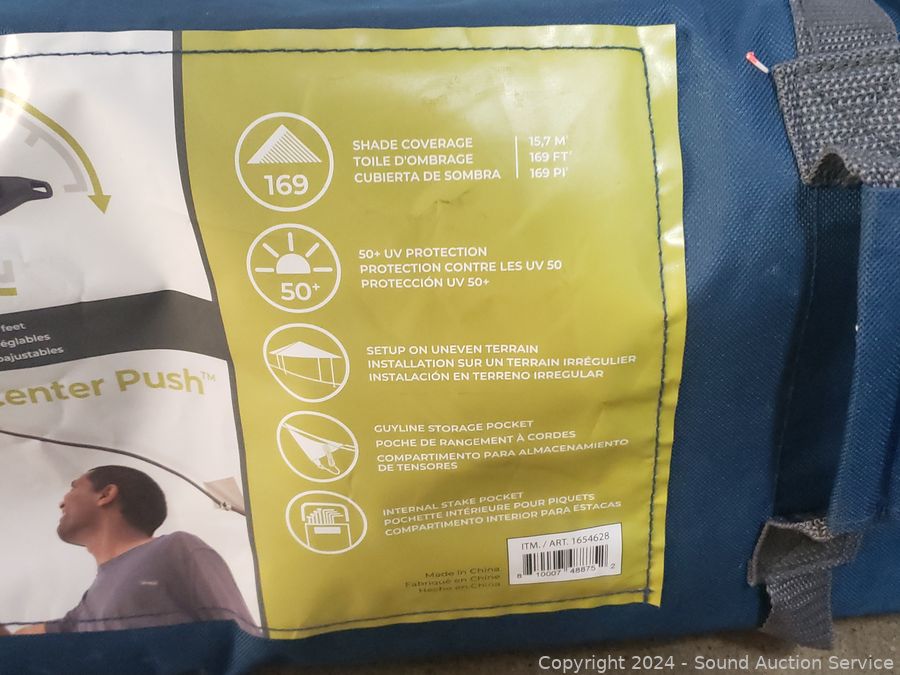 feet
églables
oajustables
Center Push™
169
SHADE COVERAGE
TOILE D'OMBRAGE
CUBIERTA DE SOMBRA
15,7 M²
169 FT²
169 PI²
50+
50+ UV PROTECTION
PROTECTION CONTRE LES UV 50
PROTECCIÓN UV 50+
SETUP ON UNEVEN TERRAIN
INSTALLATION SUR UN TERRAIN IRRÉGULIER
INSTALACIÓN EN TERRENO IRREGULAR
GUYLINE STORAGE POCKET
POCHE DE RANGEMENT À CORDES
COMPARTIMENTO PARA ALMACENAMIENTO
DE TENSORES
INTERNAL STAKE POCKET
POCHETTE INTÉRIEURE POUR PIQUETS
COMPARTIMENTO INTERIOR PARA ESTACAS
ITM. / ART. 1654628
8 10007 48875 2
Made in China
Fabriqué en Chine
Hecho en China
Copyright © 2024 - Sound Auction Service